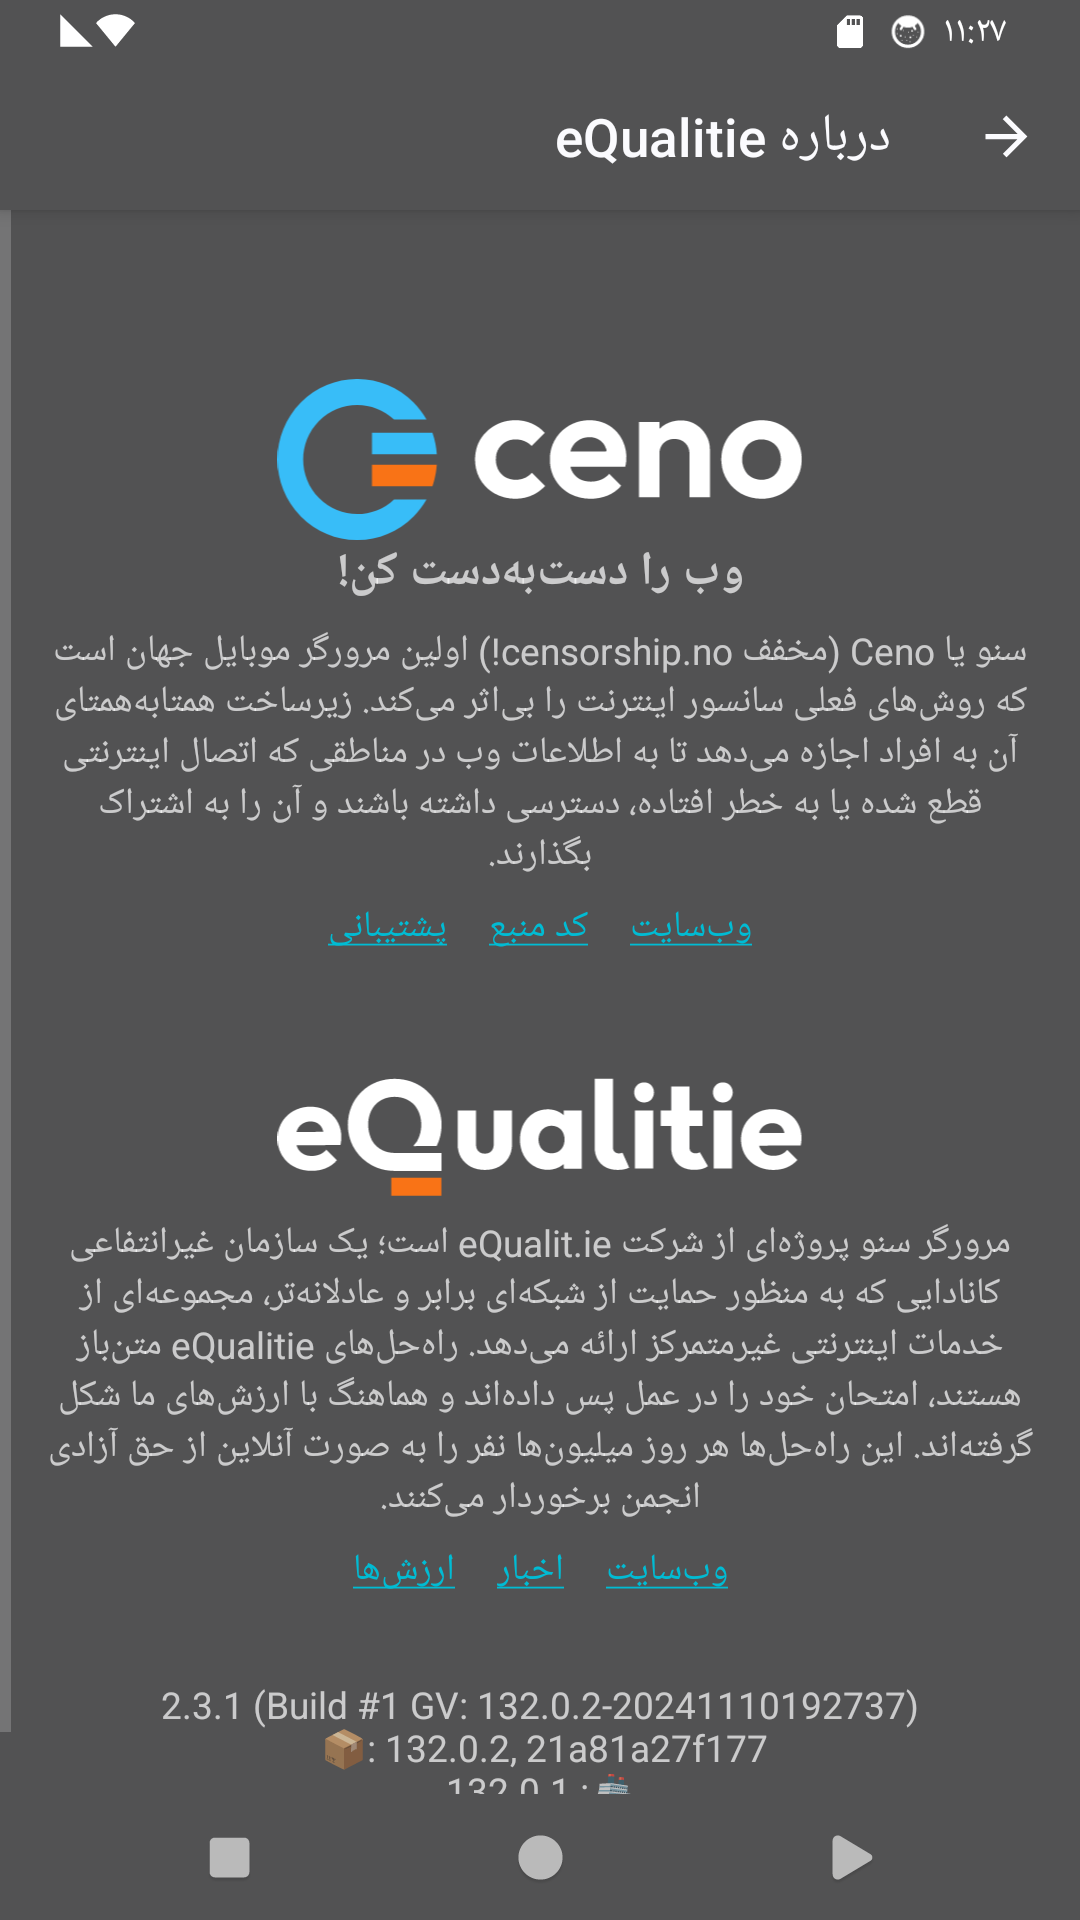 ۱۱:۲۷
درباره eQualitie
ceno
وب را دست‌به‌دست کن!
سنو یا Ceno (مخفف censorship.no!) اولین مرورگر موبایل جهان است
که روش‌های فعلی سانسور اینترنت را بی‌اثر می‌کند. زیرساخت همتابه‌همتای
آن به افراد اجازه می‌دهد تا به اطلاعات وب در مناطقی که اتصال اینترنتی
قطع شده یا به خطر افتاده، دسترسی داشته باشند و آن را به اشتراک
بگذارند.
وب‌سایت کد منبع پشتیبانی
eQualitie
مرورگر سنو پروژه‌ای از شرکت eQualit.ie است؛ یک سازمان غیرانتفاعی
کانادایی که به منظور حمایت از شبکه‌ای برابر و عادلانه‌تر، مجموعه‌ای از
خدمات اینترنتی غیرمتمرکز ارائه می‌دهد. راه‌حل‌های eQualitie متن‌باز
هستند، امتحان خود را در عمل پس داده‌اند و هماهنگ با ارزش‌های ما شکل
گرفته‌اند. این راه‌حل‌ها هر روز میلیون‌ها نفر را به صورت آنلاین از حق آزادی
انجمن برخوردار می‌کنند.
وب‌سایت اخبار ارزش‌ها
2.3.1 (Build #1 GV: 132.0.2-20241110192737)
📦: 132.0.2, 21a81a27f177
🚢: 132.0.1